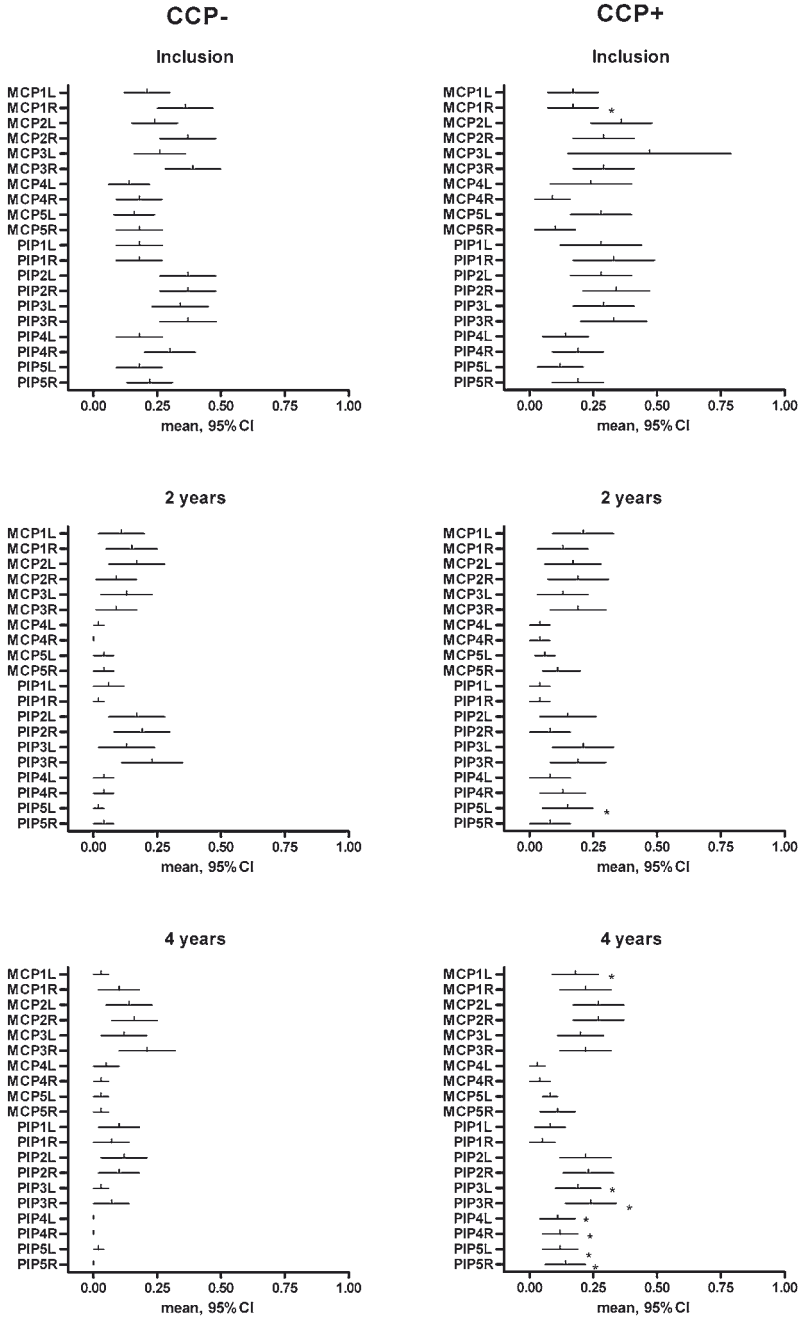 CCP-
CCP+
Inclusion
MCP1L
MCP1R
MCP2L
MCP2R
MCP3L
MCP3R
MCP4L
MCP4R
MCP5L
MCP5R
PIP1L
PIP1R
PIP2L
PIP2R
PIP3L
PIP3R
PIP4L
PIP4R
PIP5L
PIP5R
0.00 0.25 0.50 0.75 1.00
mean, 95% CI
Inclusion
MCP1L
MCP1R *
MCP2L
MCP2R
MCP3L
MCP3R
MCP4L
MCP4R
MCP5L
MCP5R
PIP1L
PIP1R
PIP2L
PIP2R
PIP3L
PIP3R
PIP4L
PIP4R
PIP5L
PIP5R
0.00 0.25 0.50 0.75 1.00
mean, 95% CI
2 years
MCP1L
MCP1R
MCP2L
MCP2R
MCP3L
MCP3R
MCP4L
MCP4R
MCP5L
MCP5R
PIP1L
PIP1R
PIP2L
PIP2R
PIP3L
PIP3R
PIP4L
PIP4R
PIP5L
PIP5R
0.00 0.25 0.50 0.75 1.00
mean, 95% CI
2 years
MCP1L
MCP1R
MCP2L
MCP2R
MCP3L
MCP3R
MCP4L
MCP4R
MCP5L
MCP5R
PIP1L
PIP1R
PIP2L
PIP2R
PIP3L
PIP3R
PIP4L
PIP4R
PIP5L *
PIP5R
0.00 0.25 0.50 0.75 1.00
mean, 95% CI
4 years
MCP1L
MCP1R
MCP2L
MCP2R
MCP3L
MCP3R
MCP4L
MCP4R
MCP5L
MCP5R
PIP1L
PIP1R
PIP2L
PIP2R
PIP3L
PIP3R
PIP4L
PIP4R
PIP5L
PIP5R
0.00 0.25 0.50 0.75 1.00
mean, 95% CI
4 years
MCP1L *
MCP1R
MCP2L
MCP2R
MCP3L
MCP3R
MCP4L
MCP4R
MCP5L
MCP5R
PIP1L
PIP1R
PIP2L
PIP2R
PIP3L *
PIP3R *
PIP4L *
PIP4R *
PIP5L *
PIP5R *
0.00 0.25 0.50 0.75 1.00
mean, 95% CI